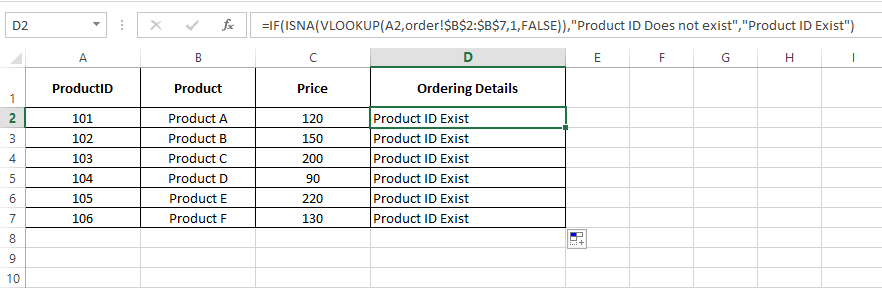 D2 fx =IF(ISNA(VLOOKUP(A2,order!$B$2:$B$7,1,FALSE)),"Product ID Does not exist","Product ID Exist")
A B C D E F G H I
1 ProductID Product Price Ordering Details
2 101 Product A 120 Product ID Exist
3 102 Product B 150 Product ID Exist
4 103 Product C 200 Product ID Exist
5 104 Product D 90 Product ID Exist
6 105 Product E 220 Product ID Exist
7 106 Product F 130 Product ID Exist
8
9
10